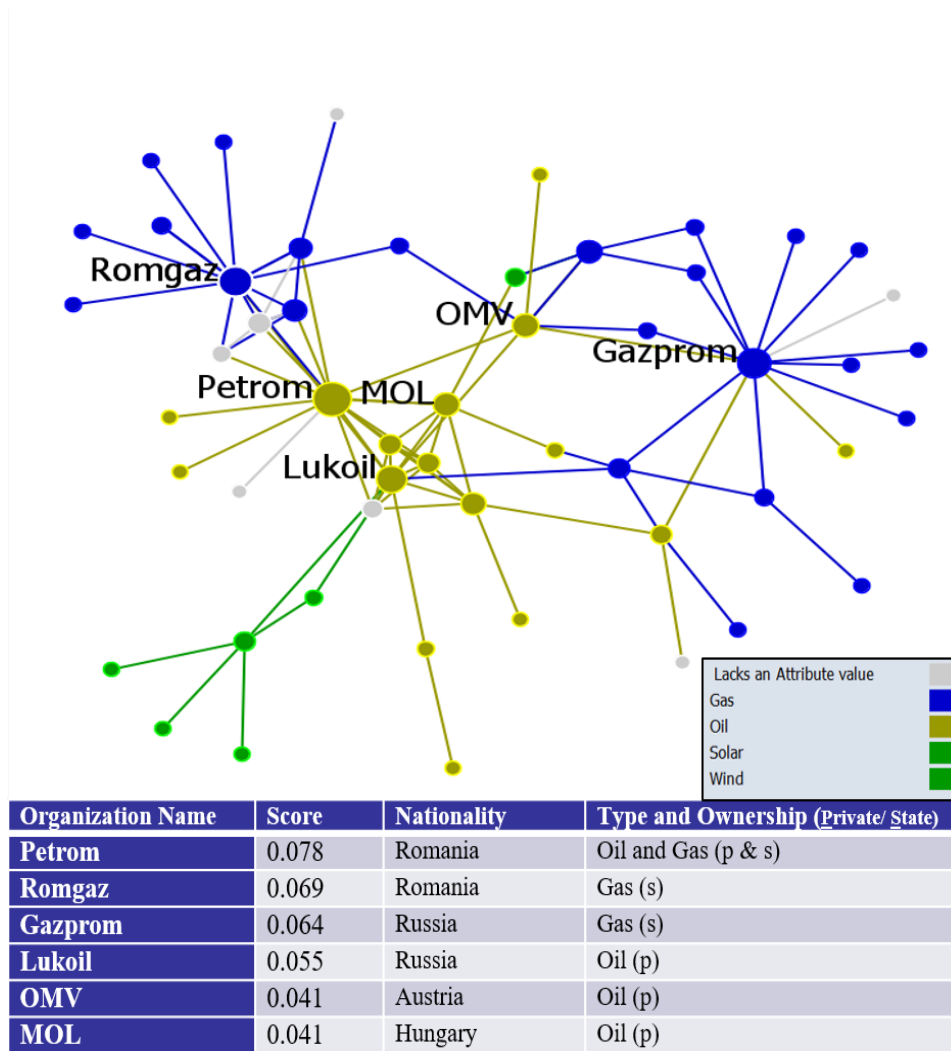 Romgaz
OMV
Gazprom
Petrom
MOL
Lukoil
Lacks an Attribute value
Gas
Oil
Solar
Wind
Organization Name Score Nationality Type and Ownership (Private/ State)
Petrom 0.078 Romania Oil and Gas (p & s)
Romgaz 0.069 Romania Gas (s)
Gazprom 0.064 Russia Gas (s)
Lukoil 0.055 Russia Oil (p)
OMV 0.041 Austria Oil (p)
MOL 0.041 Hungary Oil (p)